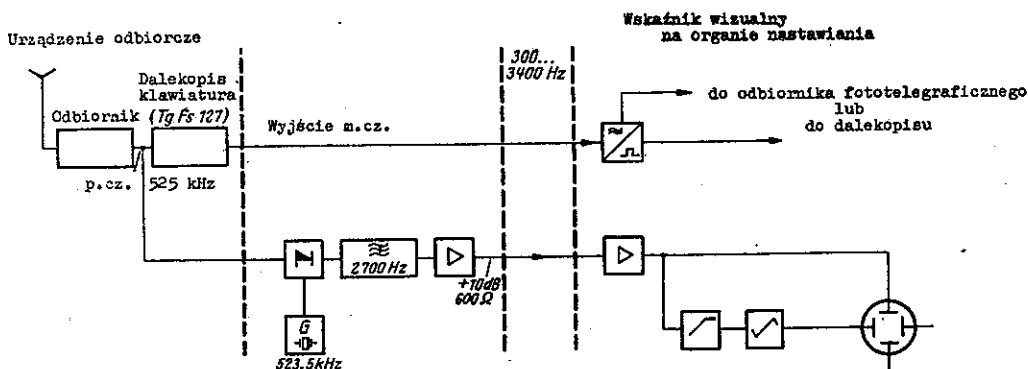 Wskaźnik wizualny
na organie nastawiania
Urządzenie odbiorcze
300...
3400 Hz
Dalekopis
klawiatura
Odbiornik (Tg Fs 127)
do odbiornika fototelegraficznego
lub
do dalekopisu
Wyjście m.cz.
p.cz. 525 kHz
2700 Hz
+10dB
600Ω
G
523.5kHz